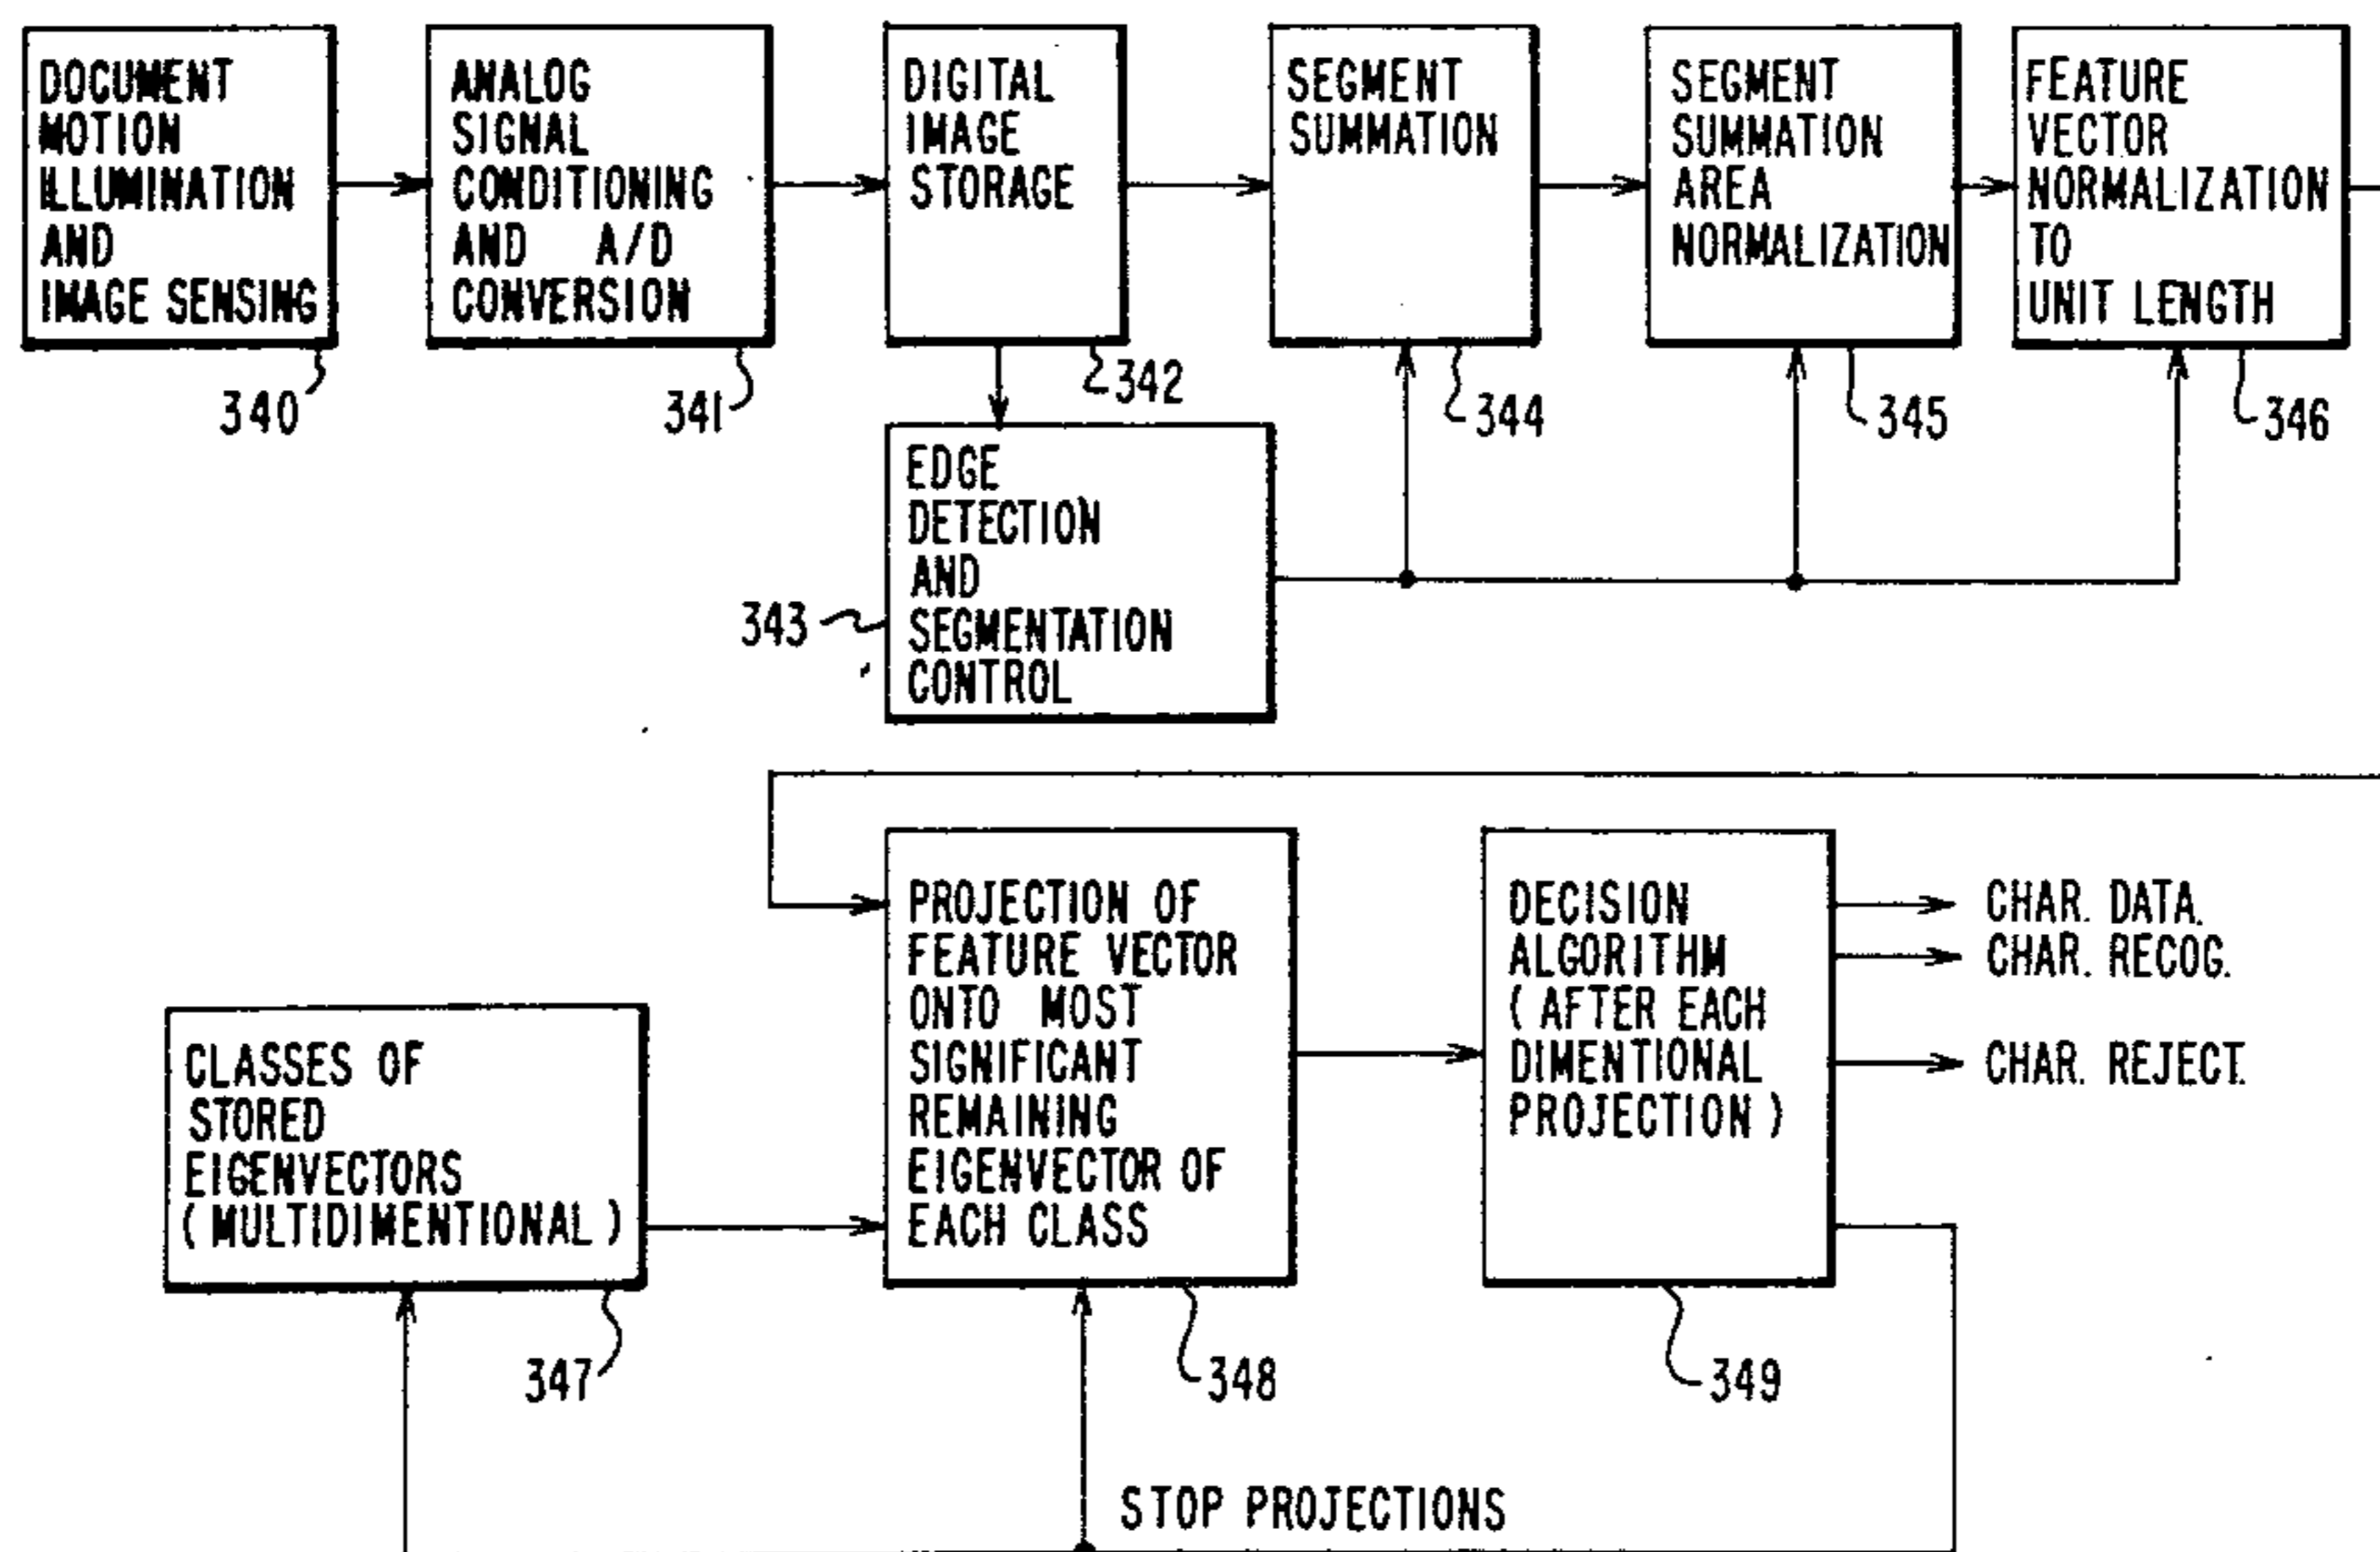 DOCUMENT
MOTION
ILLUMINATION
AND
IMAGE SENSING
340
ANALOG
SIGNAL
CONDITIONING
AND A/D
CONVERSION
341
DIGITAL
IMAGE
STORAGE
342
SEGMENT
SUMMATION
344
SEGMENT
SUMMATION
AREA
NORMALIZATION
345
FEATURE
VECTOR
NORMALIZATION
TO
UNIT LENGTH
346
EDGE
DETECTION
AND
SEGMENTATION
CONTROL
343
CLASSES OF
STORED
EIGENVECTORS
(MULTIDIMENTIONAL)
347
PROJECTION OF
FEATURE VECTOR
ONTO MOST
SIGNIFICANT
REMAINING
EIGENVECTOR OF
EACH CLASS
348
DECISION
ALGORITHM
(AFTER EACH
DIMENTIONAL
PROJECTION)
349
CHAR. DATA.
CHAR. RECOG.
CHAR. REJECT.
STOP PROJECTIONS